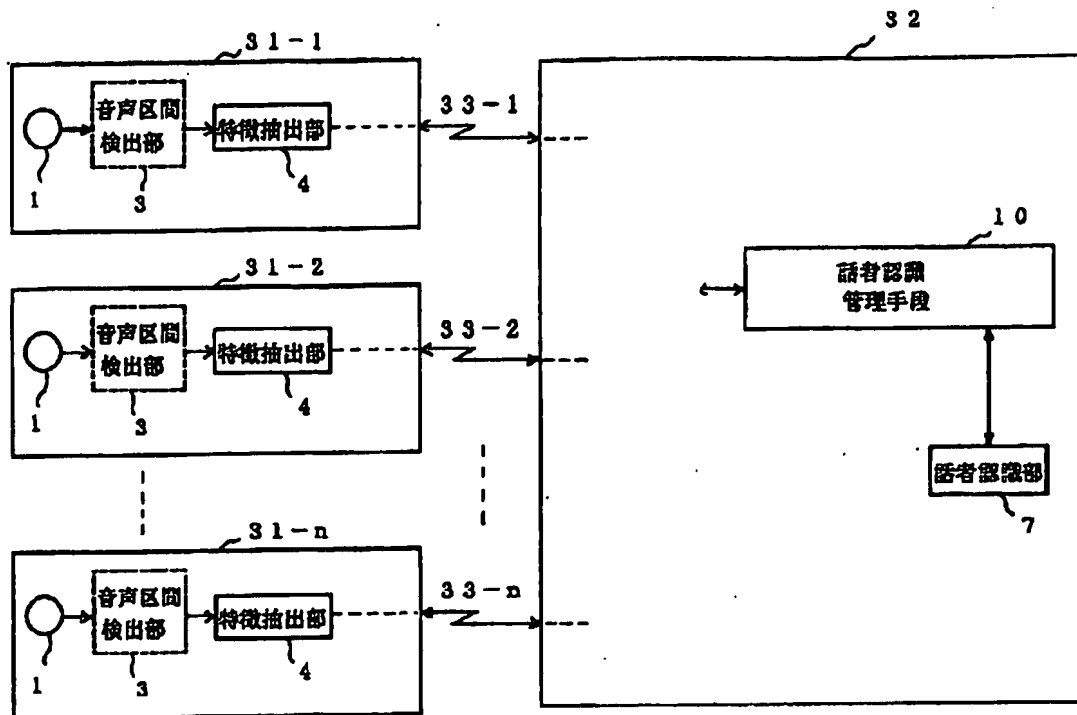 31-1
音声区間
検出部
特徴抽出部
1
3
4
33-1
31-2
音声区間
検出部
特徴抽出部
1
3
4
33-2
31-n
音声区間
検出部
特徴抽出部
1
3
4
33-n
32
10
話者認識
管理手段
話者認識部
7